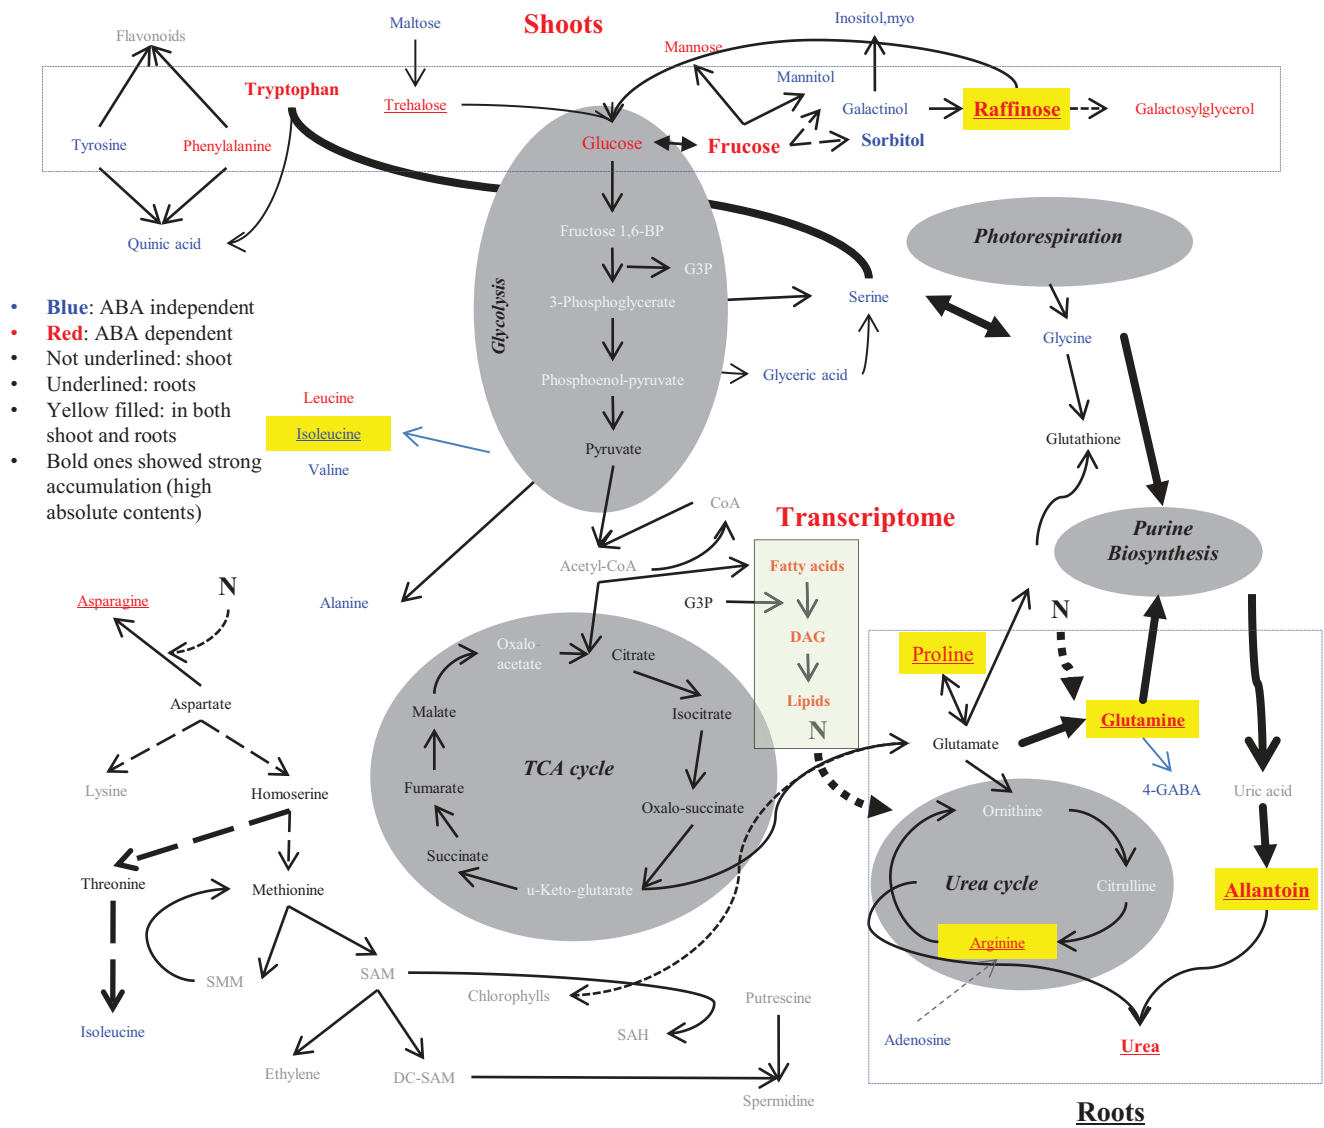 Shoots
Maltose
Inositol,myo
Flavonoids
Mannose
Mannitol
Tryptophan
Trehalose
Galactinol
Raffinose
Galactosylglycerol
Tyrosine
Phenylalanine
Glucose
Frucose
Sorbitol
Quinic acid
Fructose 1,6-BP
Photorespiration
G3P
Glycolysis
3-Phosphoglycerate
Serine
Glycine
• Blue: ABA independent
• Red: ABA dependent
• Not underlined: shoot
• Underlined: roots
• Yellow filled: in both
shoot and roots
• Bold ones showed strong
accumulation (high
absolute contents)
Phosphoenol-pyruvate
Glyceric acid
Leucine
Isoleucine
Valine
Pyruvate
Glutathione
CoA
Transcriptome
Purine
Biosynthesis
Acetyl-CoA
Fatty acids
N
Asparagine
Alanine
G3P
DAG
Lipids
N
N
Oxalo-
acetate
Citrate
Proline
Aspartate
Malate
Isocitrate
Glutamine
Glutamate
TCA cycle
Lysine
Homoserine
Fumarate
Oxalo-succinate
4-GABA
Uric acid
Ornithine
Succinate
Threonine
Methionine
u-Keto-glutarate
Urea cycle
Citrulline
Allantoin
Arginine
SMM
SAM
Chlorophylls
Putrescine
Isoleucine
SAH
Adenosine
Urea
Ethylene
DC-SAM
Spermidine
Roots